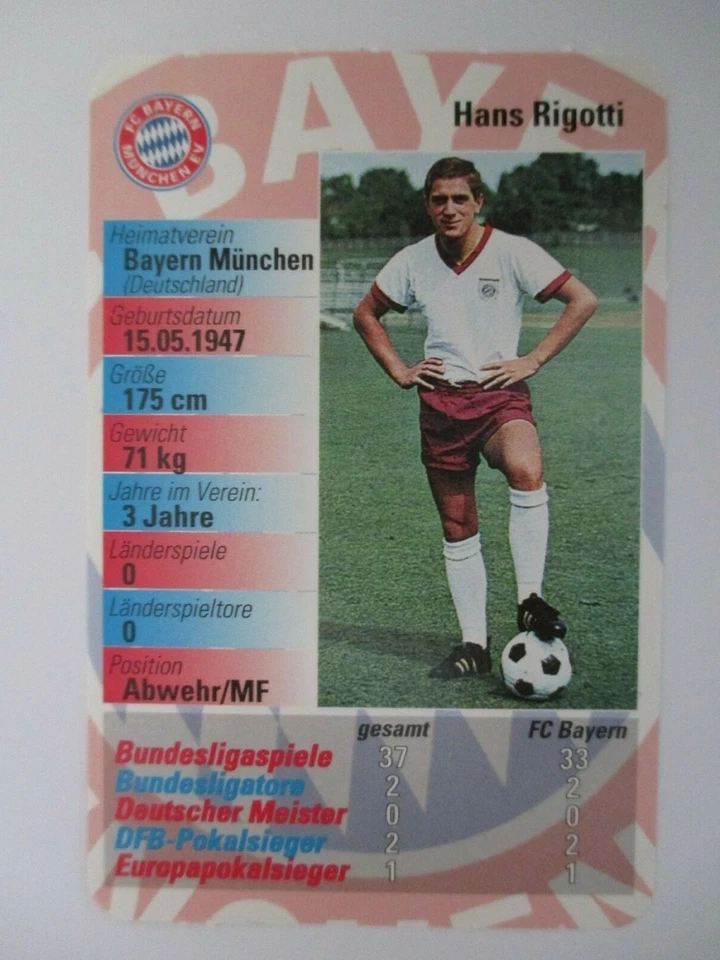 BAYE
FC BAYERN
MÜNCHEN EV
Hans Rigotti
Heimatverein
Bayern München
(Deutschland)
Geburtsdatum
15.05.1947
Größe
175 cm
Gewicht
71 kg
Jahre im Verein:
3 Jahre
Länderspiele
0
Länderspieltore
0
Position
Abwehr/MF
gesamt FC Bayern
Bundesligaspiele 37 33
Bundesligatore 2 2
Deutscher Meister 0 0
DFB-Pokalsieger 2 2
Europapokalsieger 1 1